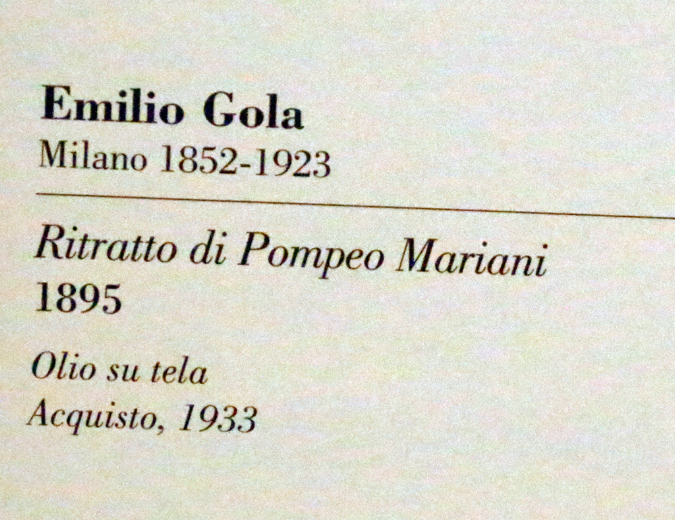 Emilio Gola
Milano 1852-1923
Ritratto di Pompeo Mariani
1895
Olio su tela
Acquisto, 1933